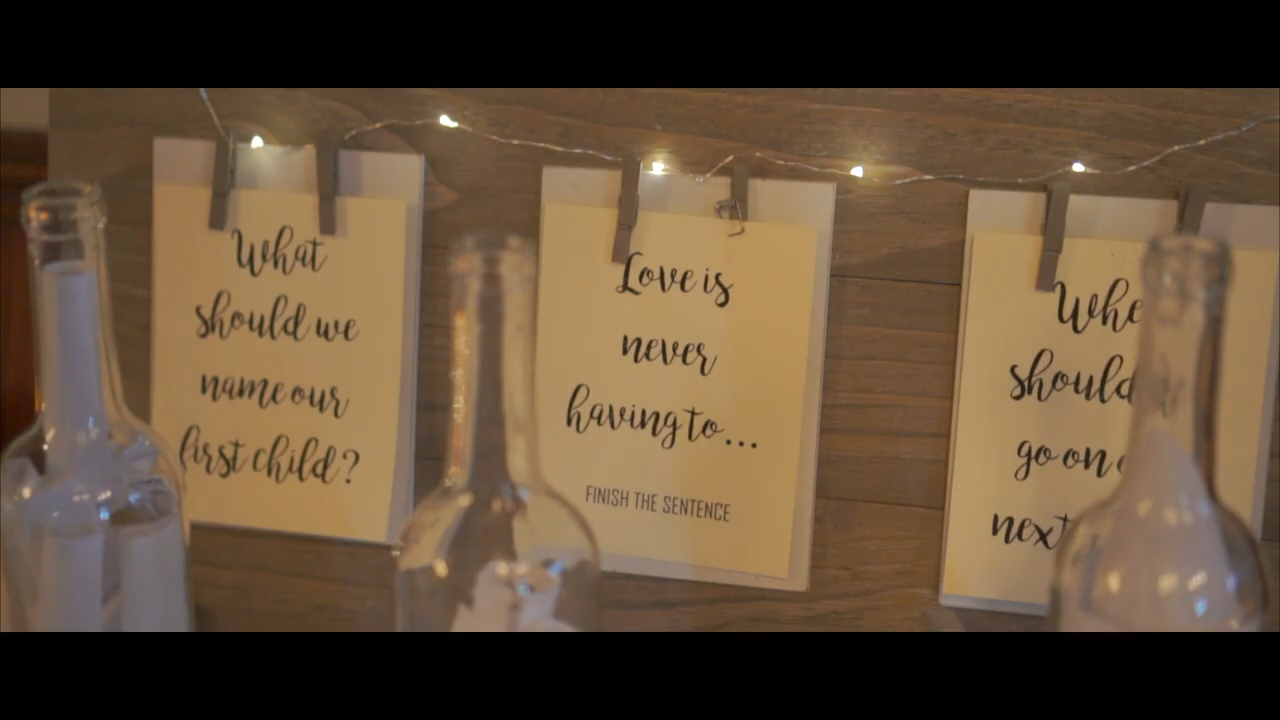 What
should we
name our
first child?
Love is
never
having to...
FINISH THE SENTENCE
should
go on
next